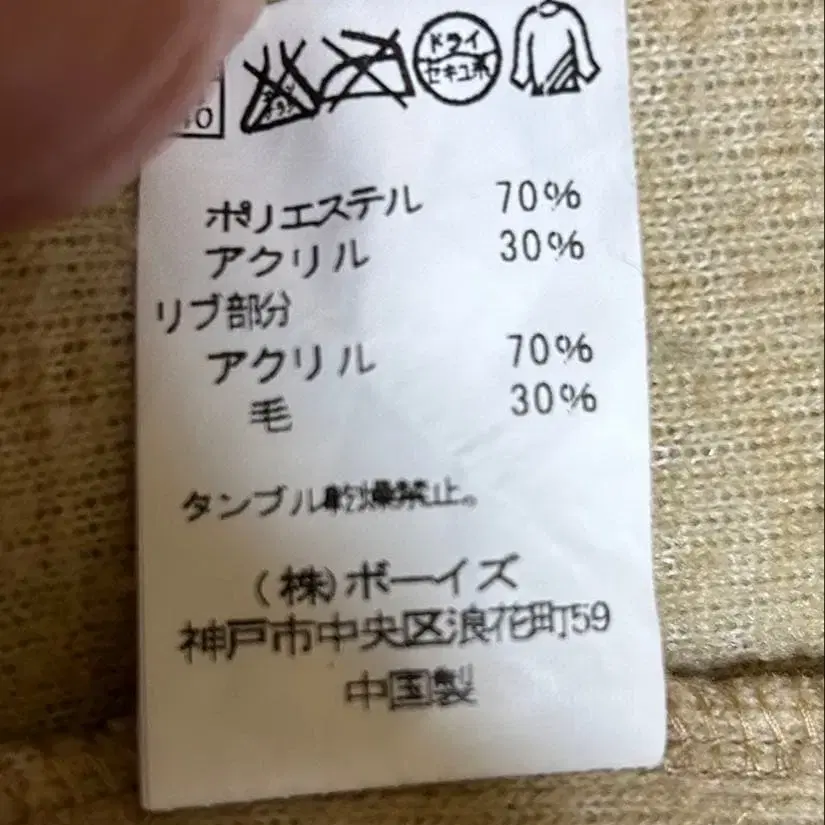 ドライ
セキユ系
ポリエステル 70%
アクリル 30%
リブ部分
アクリル 70%
毛 30%
タンブル乾燥禁止。
(株)ボーイズ
神戸市中央区浪花町59
中国製